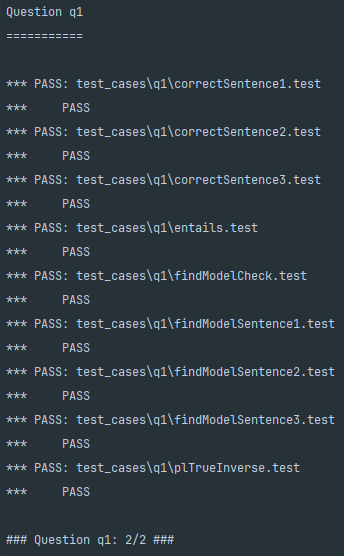 Question q1
===========
*** PASS: test_cases\q1\correctSentence1.test
***     PASS
*** PASS: test_cases\q1\correctSentence2.test
***     PASS
*** PASS: test_cases\q1\correctSentence3.test
***     PASS
*** PASS: test_cases\q1\entails.test
***     PASS
*** PASS: test_cases\q1\findModelCheck.test
***     PASS
*** PASS: test_cases\q1\findModelSentence1.test
***     PASS
*** PASS: test_cases\q1\findModelSentence2.test
***     PASS
*** PASS: test_cases\q1\findModelSentence3.test
***     PASS
*** PASS: test_cases\q1\plTrueInverse.test
***     PASS
### Question q1: 2/2 ###